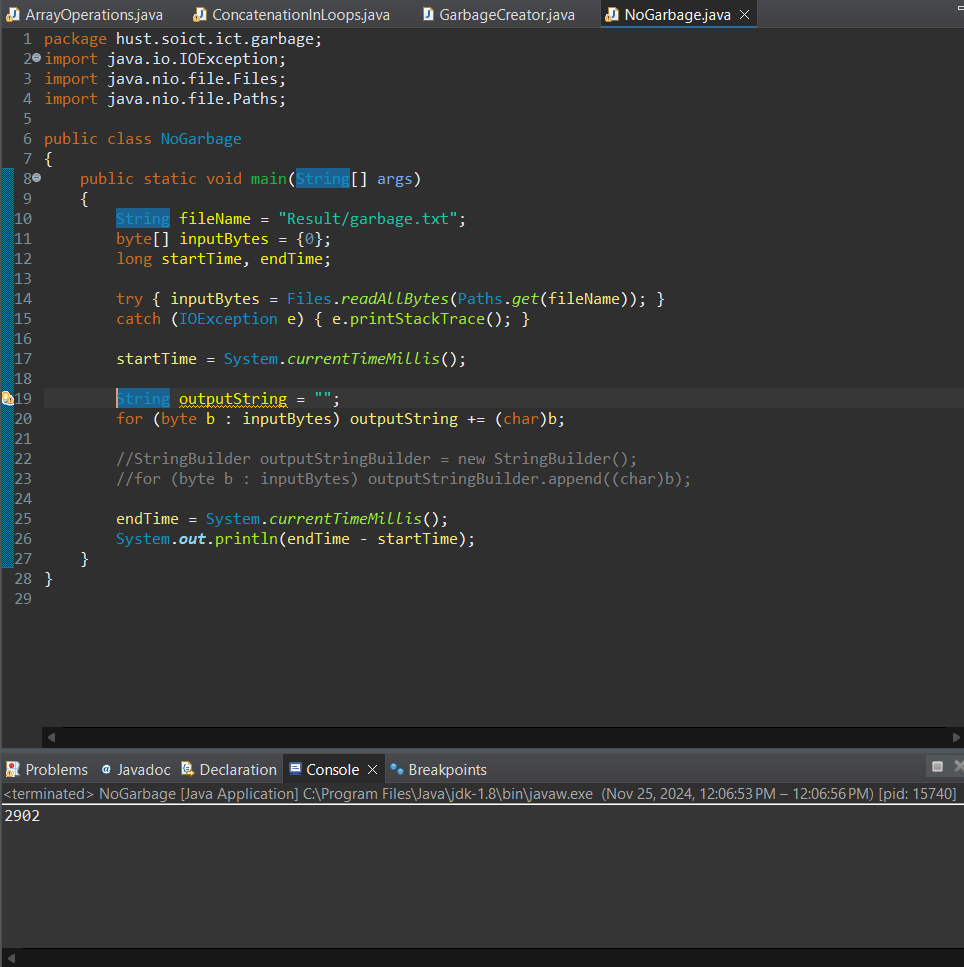 ArrayOperations.java ConcatenationInLoops.java GarbageCreator.java NoGarbage.java
1 package hust.soict.ict.garbage;
2 import java.io.IOException;
3 import java.nio.file.Files;
4 import java.nio.file.Paths;
5
6 public class NoGarbage
7 {
8     public static void main(String[] args)
9     {
10         String fileName = "Result/garbage.txt";
11         byte[] inputBytes = {0};
12         long startTime, endTime;
13
14         try { inputBytes = Files.readAllBytes(Paths.get(fileName)); }
15         catch (IOException e) { e.printStackTrace(); }
16
17         startTime = System.currentTimeMillis();
18
19         String outputString = "";
20         for (byte b : inputBytes) outputString += (char)b;
21
22         //StringBuilder outputStringBuilder = new StringBuilder();
23         //for (byte b : inputBytes) outputStringBuilder.append((char)b);
24
25         endTime = System.currentTimeMillis();
26         System.out.println(endTime - startTime);
27     }
28 }
29
Problems Javadoc Declaration Console Breakpoints
<terminated> NoGarbage [Java Application] C:\Program Files\Java\jdk-1.8\bin\javaw.exe (Nov 25, 2024, 12:06:53 PM – 12:06:56 PM) [pid: 15740]
2902